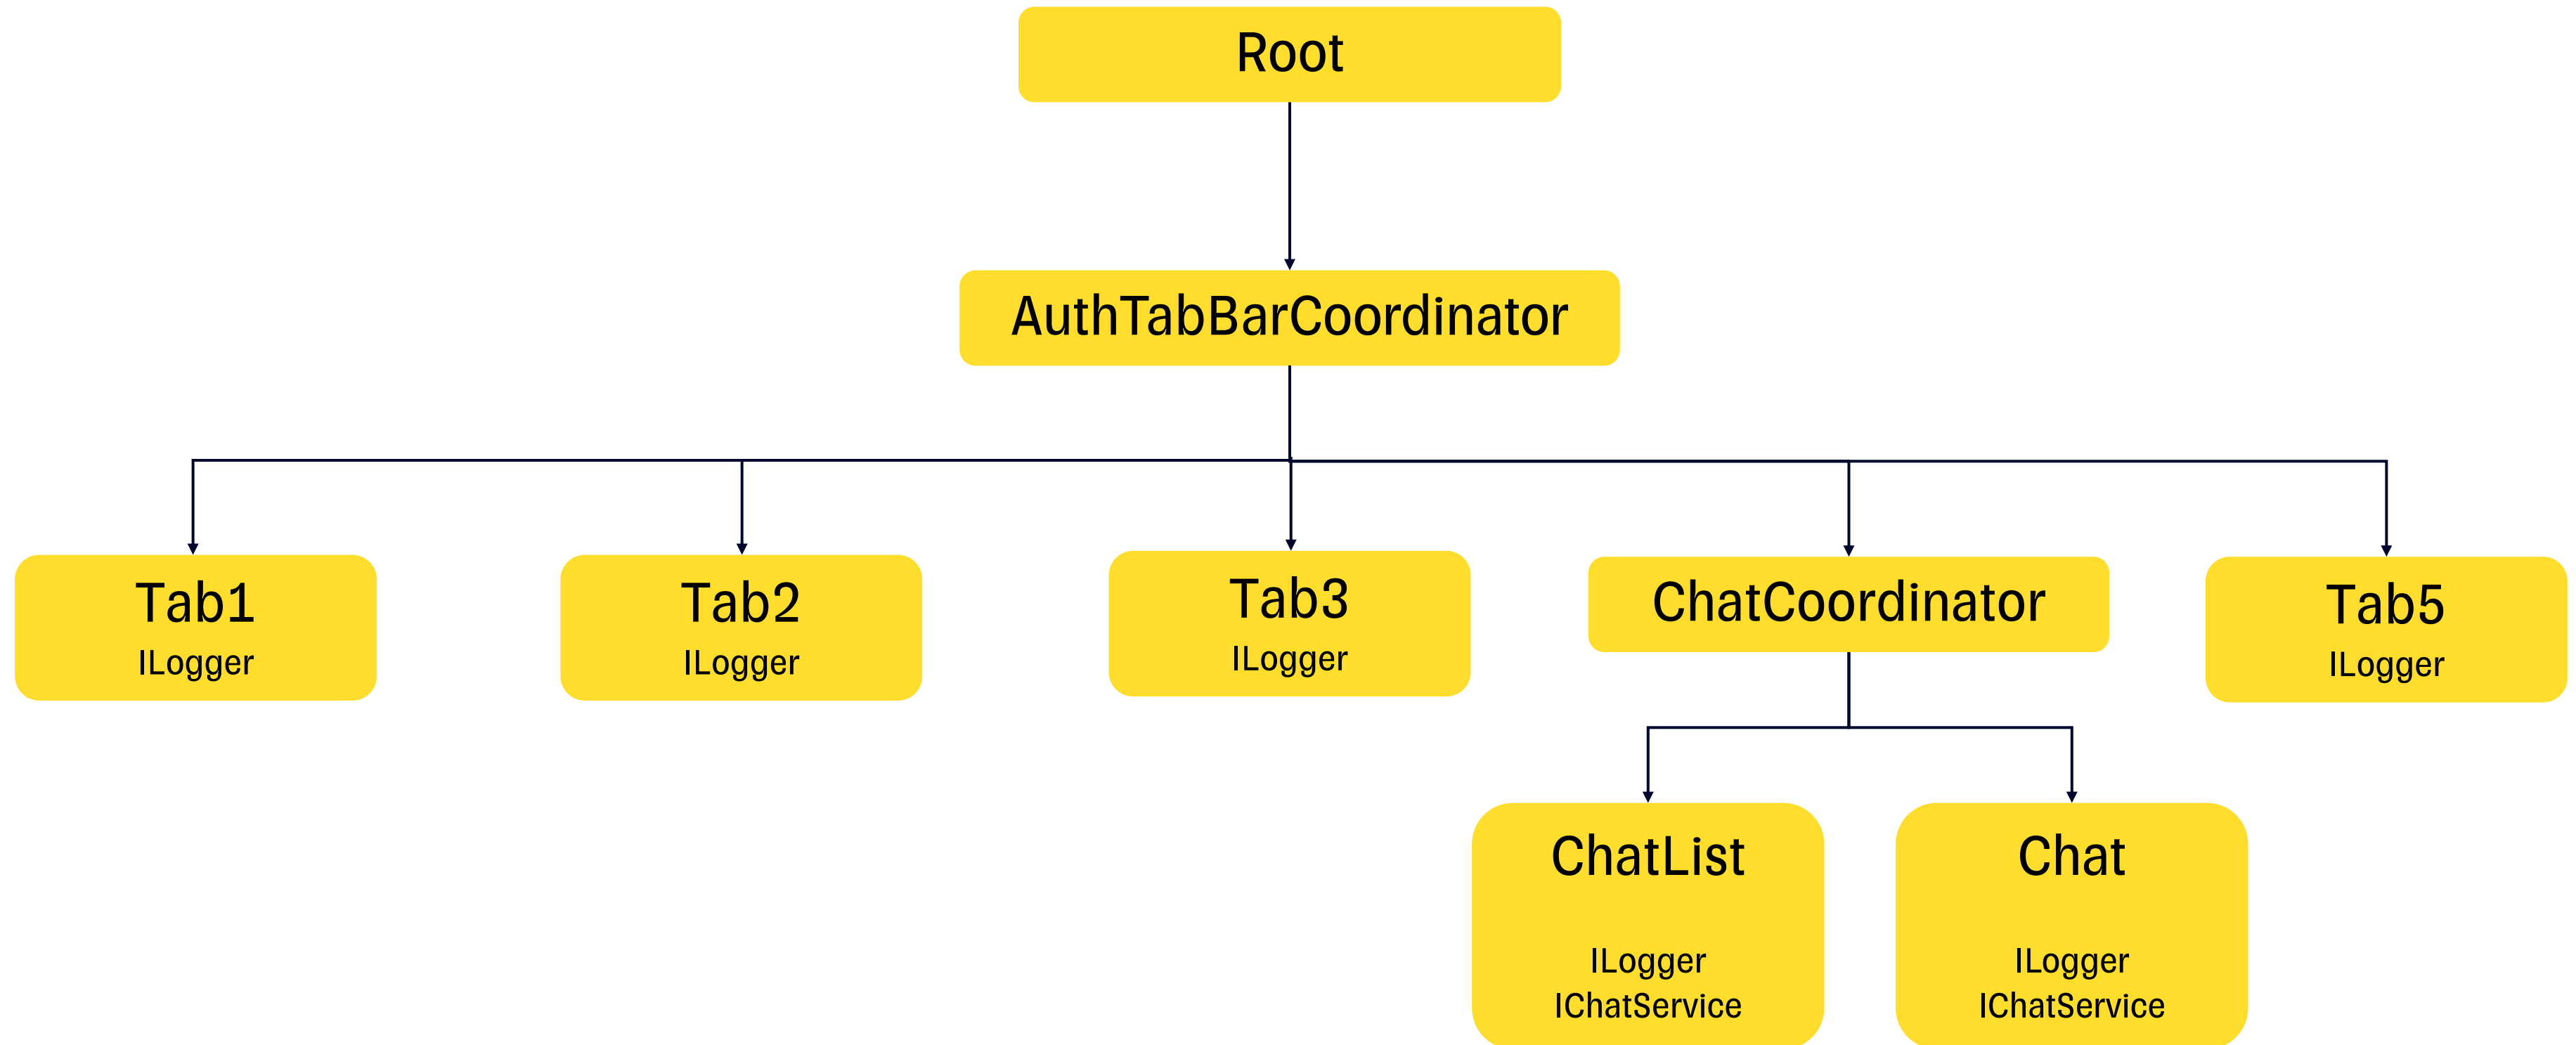 Root
AuthTabBarCoordinator
Tab1
ILogger
Tab2
ILogger
Tab3
ILogger
ChatCoordinator
Tab5
ILogger
ChatList
ILogger
IChatService
Chat
ILogger
IChatService